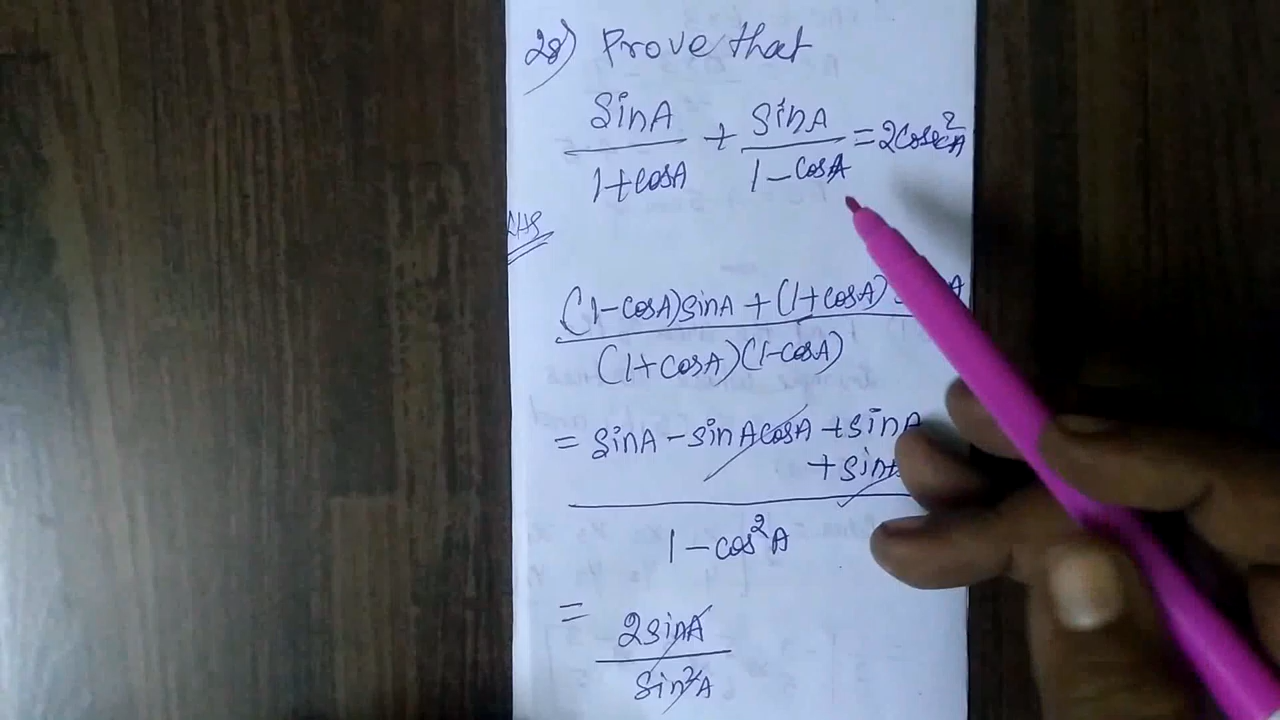 28) Prove that
SinA/1+cosA + SinA/1-cosA = 2cosec²A
LHS
(1-cosA)sinA + (1+cosA)
(1+cosA)(1-cosA)
= sinA - sinAcosA + sinA
+ sin
1 - cos²A
=
2sinA
Sin²A